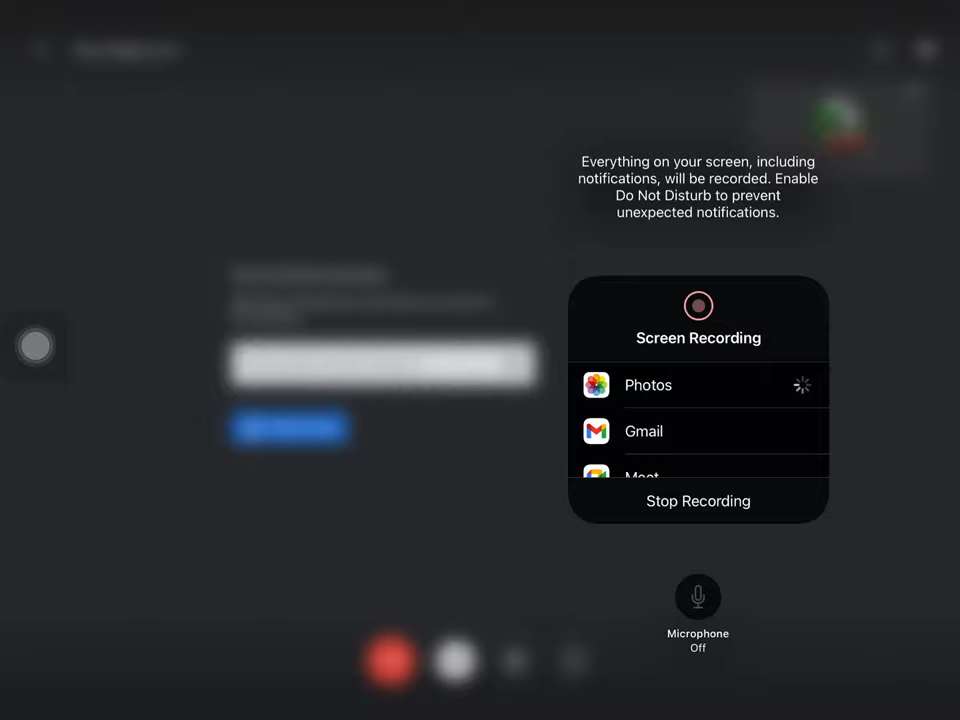 Everything on your screen, including
notifications, will be recorded. Enable
Do Not Disturb to prevent
unexpected notifications.
Screen Recording
Photos
Gmail
Meet
Stop Recording
Microphone
Off